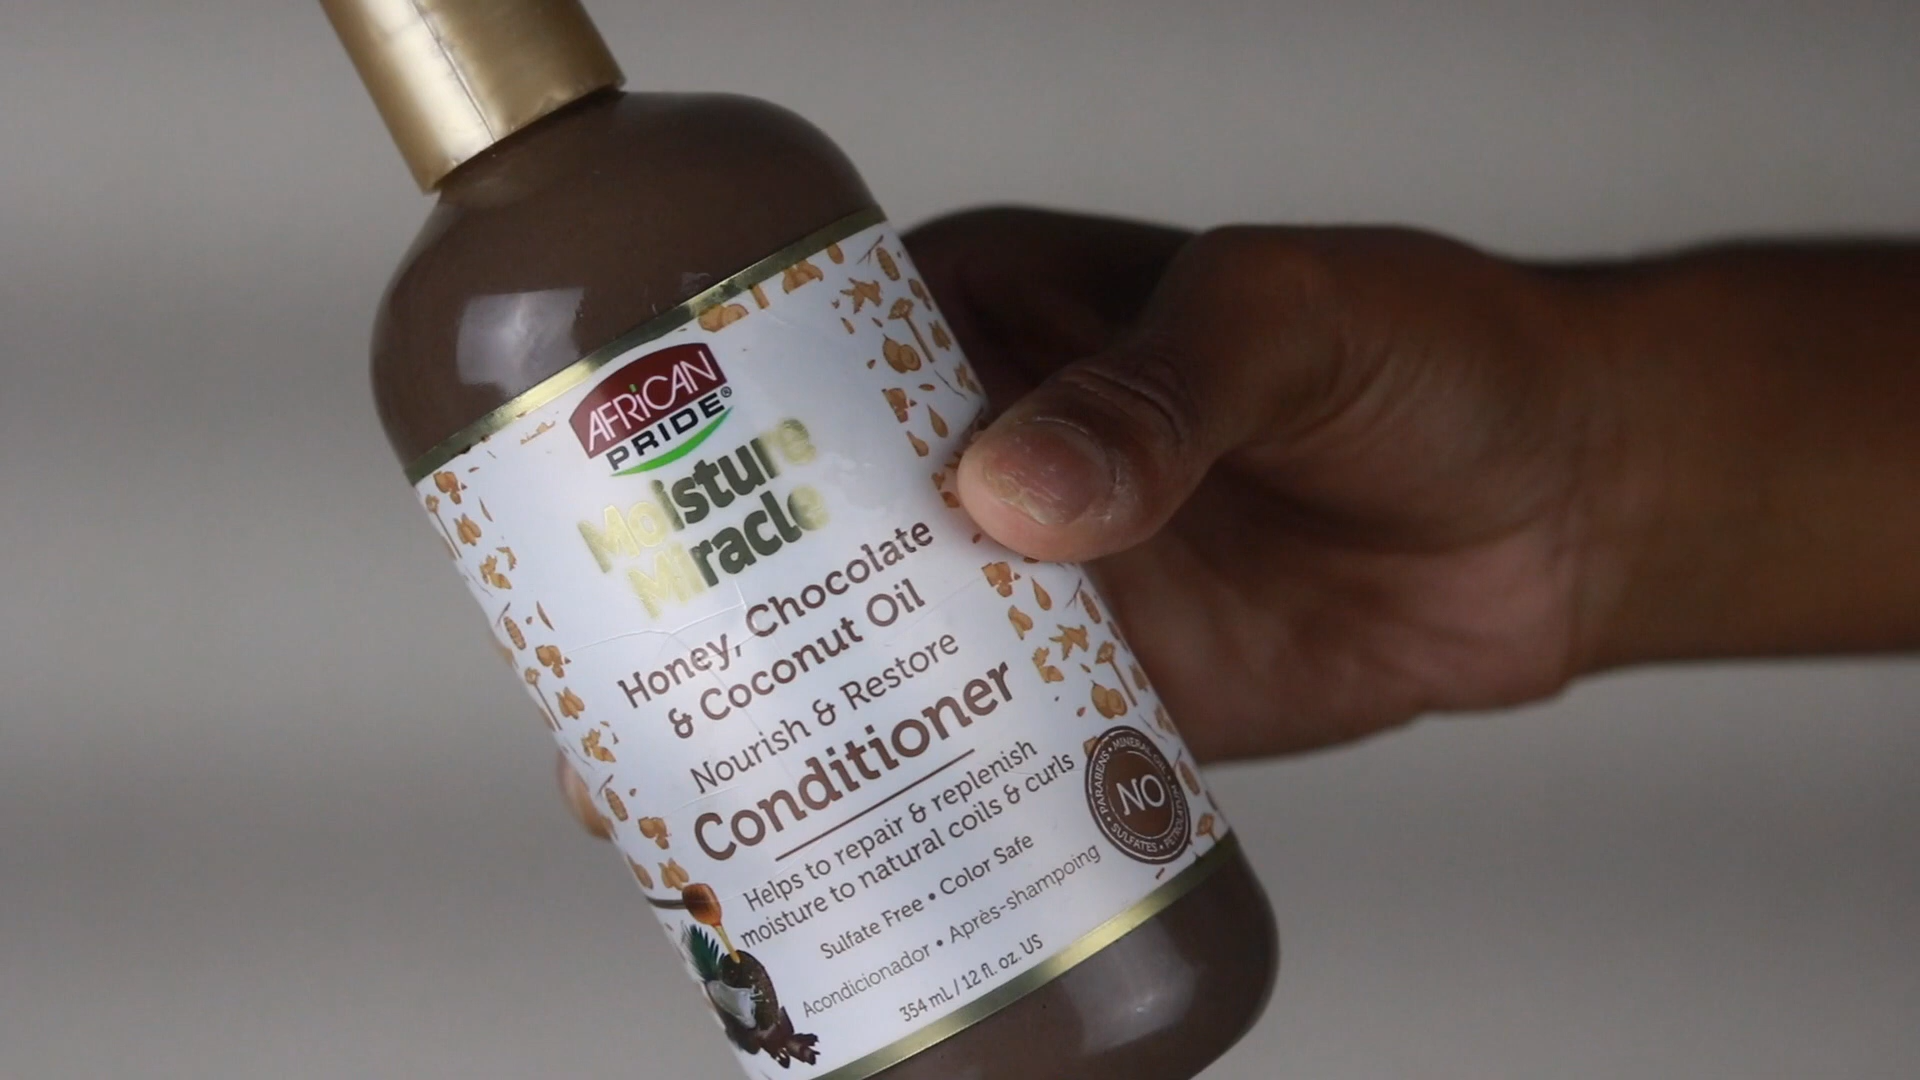 AFRICAN
PRIDE®
Moisture
Miracle
Honey, Chocolate
& Coconut Oil
Nourish & Restore
Conditioner
Helps to repair & replenish
moisture to natural coils & curls
Sulfate Free • Color Safe
Acondicionador • Après-shampoing
354 mL / 12 fl. oz. US
NO
PARABENS • MINERAL OIL •
• SULFATES •